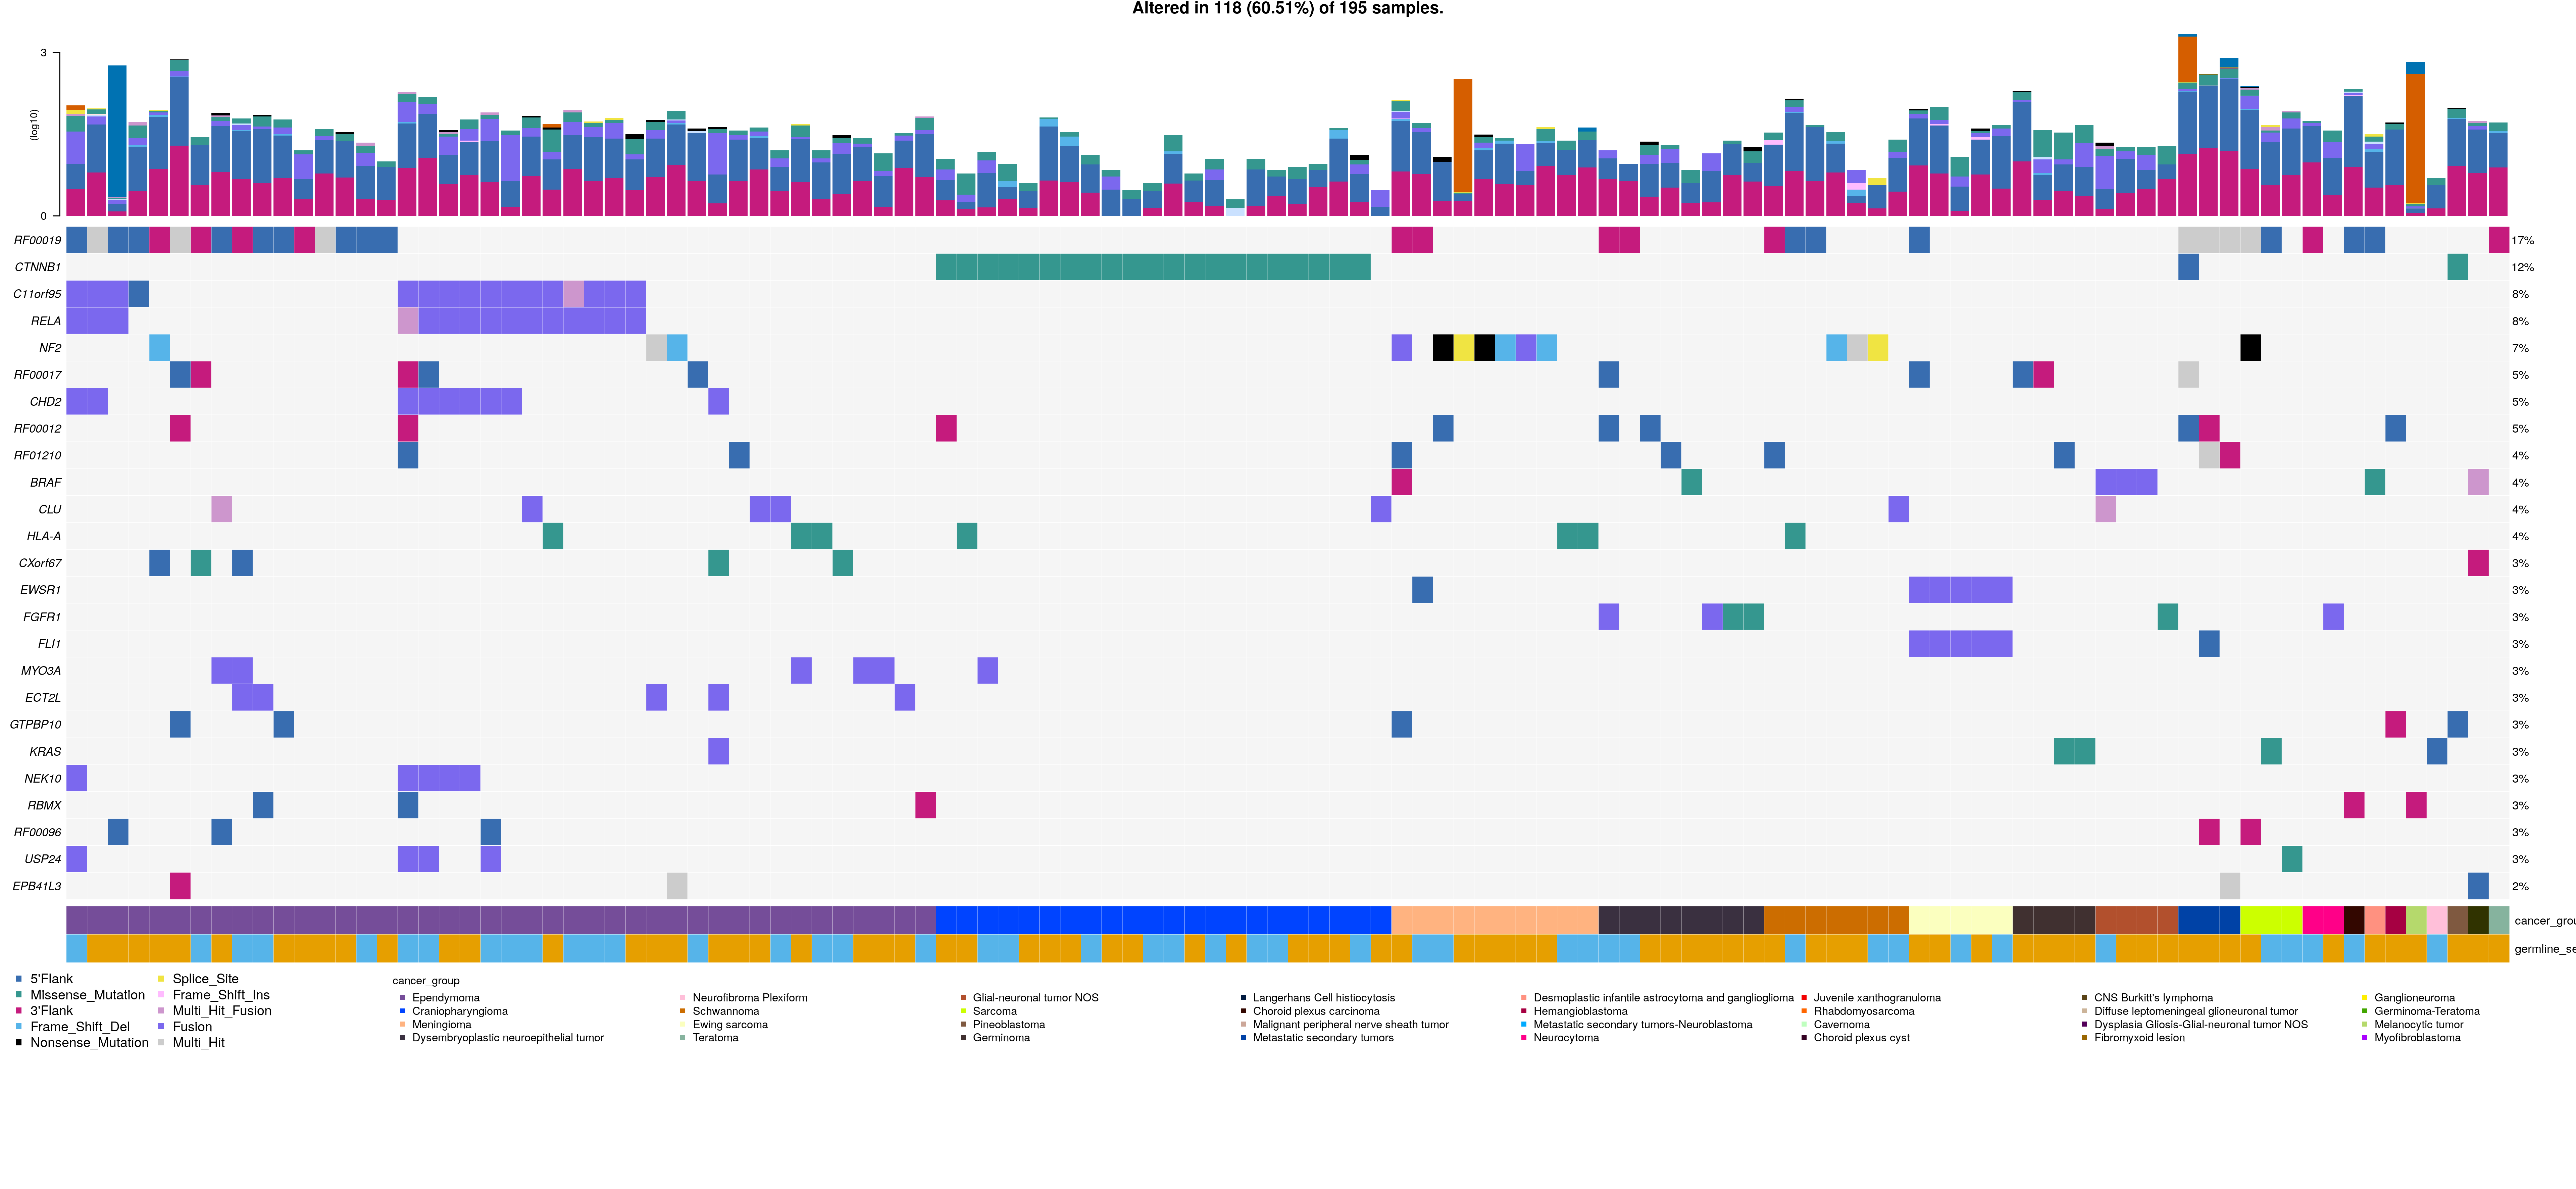 Altered in 118 (60.51%) of 195 samples.
3
(log10)
0
RF00019 17%
CTNNB1 12%
C11orf95 8%
RELA 8%
NF2 7%
RF00017 5%
CHD2 5%
RF00012 5%
RF01210 4%
BRAF 4%
CLU 4%
HLA-A 4%
CXorf67 3%
EWSR1 3%
FGFR1 3%
FLI1 3%
MYO3A 3%
ECT2L 3%
GTPBP10 3%
KRAS 3%
NEK10 3%
RBMX 3%
RF00096 3%
USP24 3%
EPB41L3 2%
cancer_grou
germline_se
5'Flank
Missense_Mutation
3'Flank
Frame_Shift_Del
Nonsense_Mutation
Splice_Site
Frame_Shift_Ins
Multi_Hit_Fusion
Fusion
Multi_Hit
cancer_group
Ependymoma
Craniopharyngioma
Meningioma
Dysembryoplastic neuroepithelial tumor
Neurofibroma Plexiform
Schwannoma
Ewing sarcoma
Teratoma
Glial-neuronal tumor NOS
Sarcoma
Pineoblastoma
Germinoma
Langerhans Cell histiocytosis
Choroid plexus carcinoma
Malignant peripheral nerve sheath tumor
Metastatic secondary tumors
Desmoplastic infantile astrocytoma and ganglioglioma
Hemangioblastoma
Metastatic secondary tumors-Neuroblastoma
Neurocytoma
Juvenile xanthogranuloma
Rhabdomyosarcoma
Cavernoma
Choroid plexus cyst
CNS Burkitt's lymphoma
Diffuse leptomeningeal glioneuronal tumor
Dysplasia Gliosis-Glial-neuronal tumor NOS
Fibromyxoid lesion
Ganglioneuroma
Germinoma-Teratoma
Melanocytic tumor
Myofibroblastoma